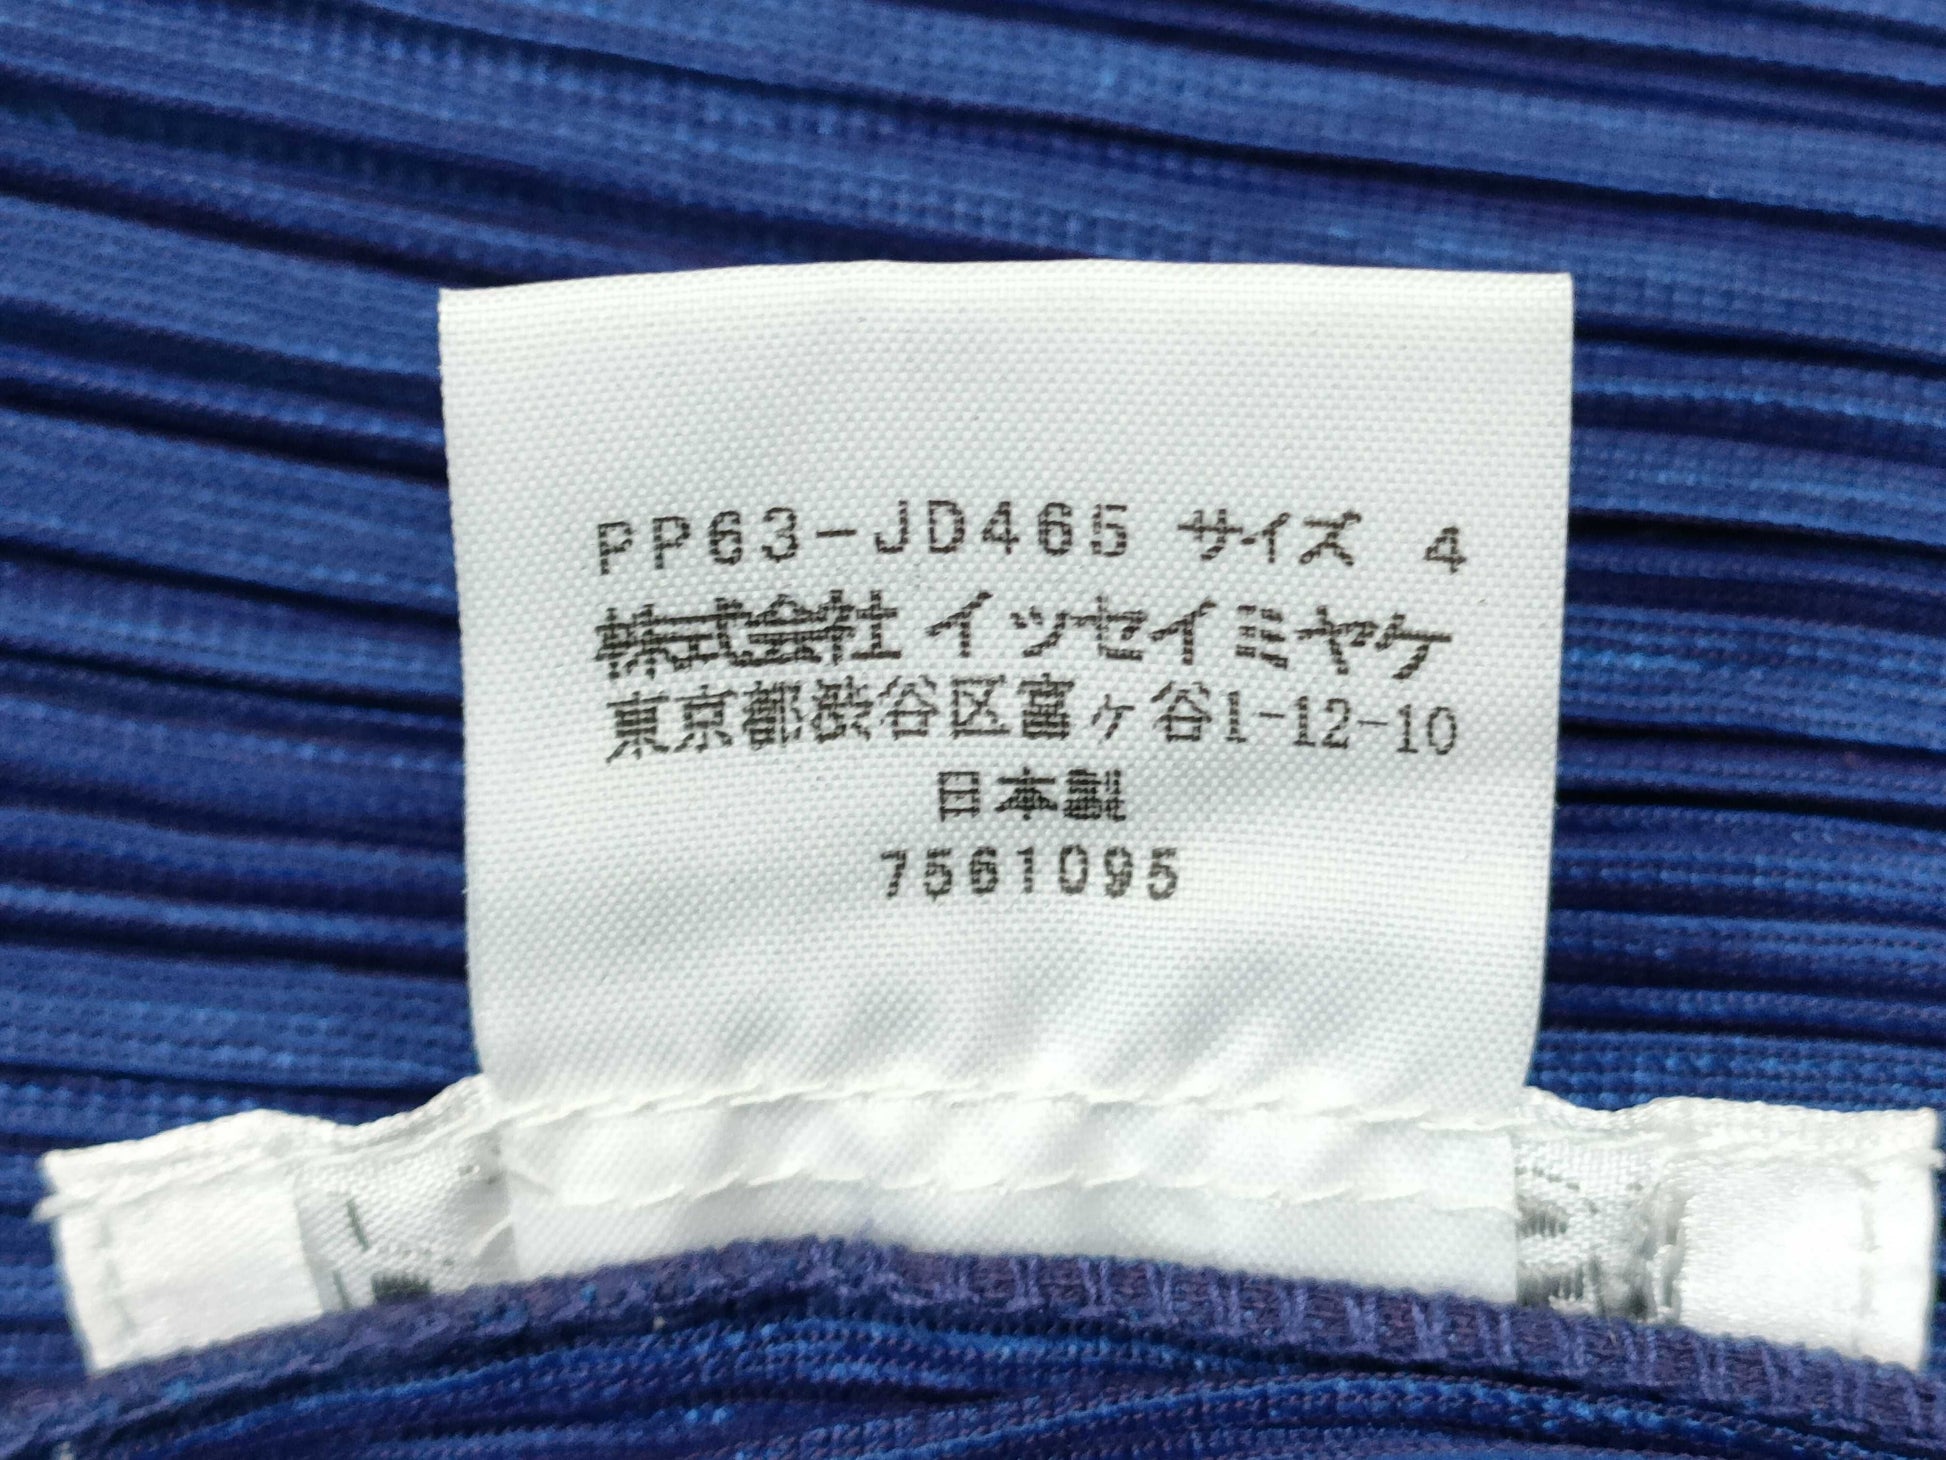 PP63-JD465 サイズ 4
株式会社 イッセイミヤケ
東京都渋谷区富ヶ谷1-12-10
日本製
7561095